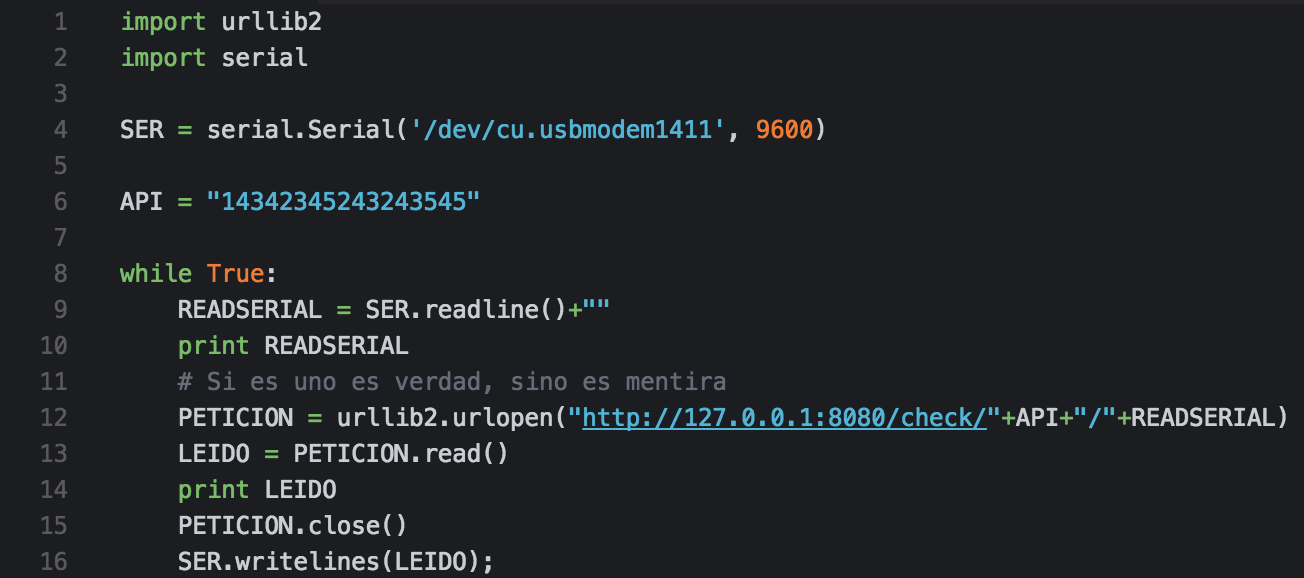 1 import urllib2
2 import serial
3
4 SER = serial.Serial('/dev/cu.usbmodem1411', 9600)
5
6 API = "14342345243243545"
7
8 while True:
9     READSERIAL = SER.readline()+""
10     print READSERIAL
11     # Si es uno es verdad, sino es mentira
12     PETICION = urllib2.urlopen("http://127.0.0.1:8080/check/"+API+"/"+READSERIAL)
13     LEIDO = PETICION.read()
14     print LEIDO
15     PETICION.close()
16     SER.writelines(LEIDO);